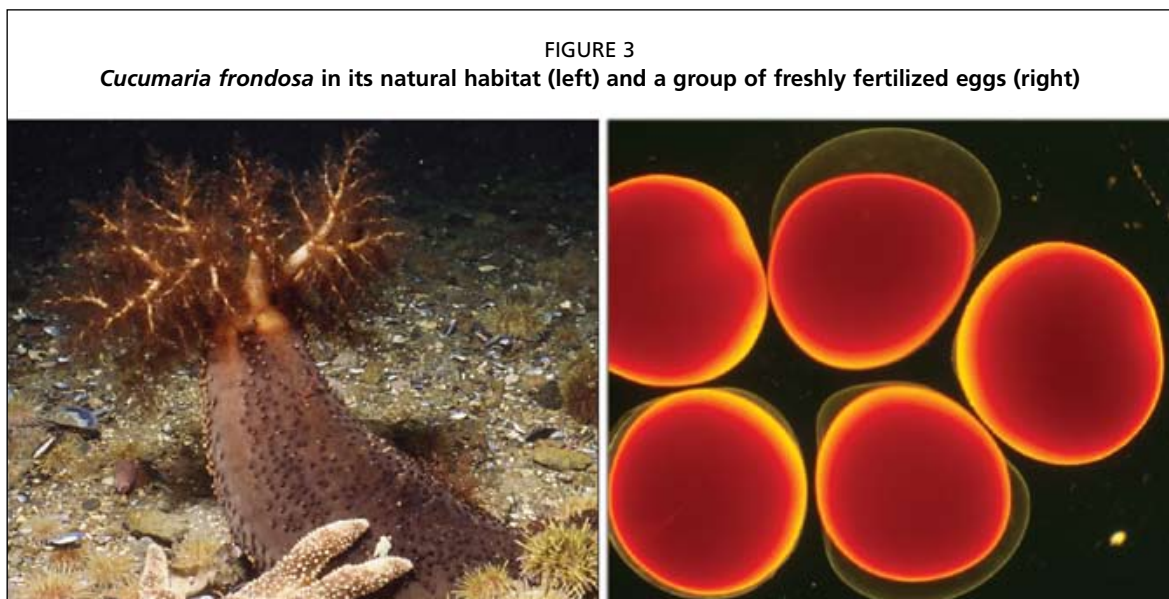 FIGURE 3
Cucumaria frondosa in its natural habitat (left) and a group of freshly fertilized eggs (right)